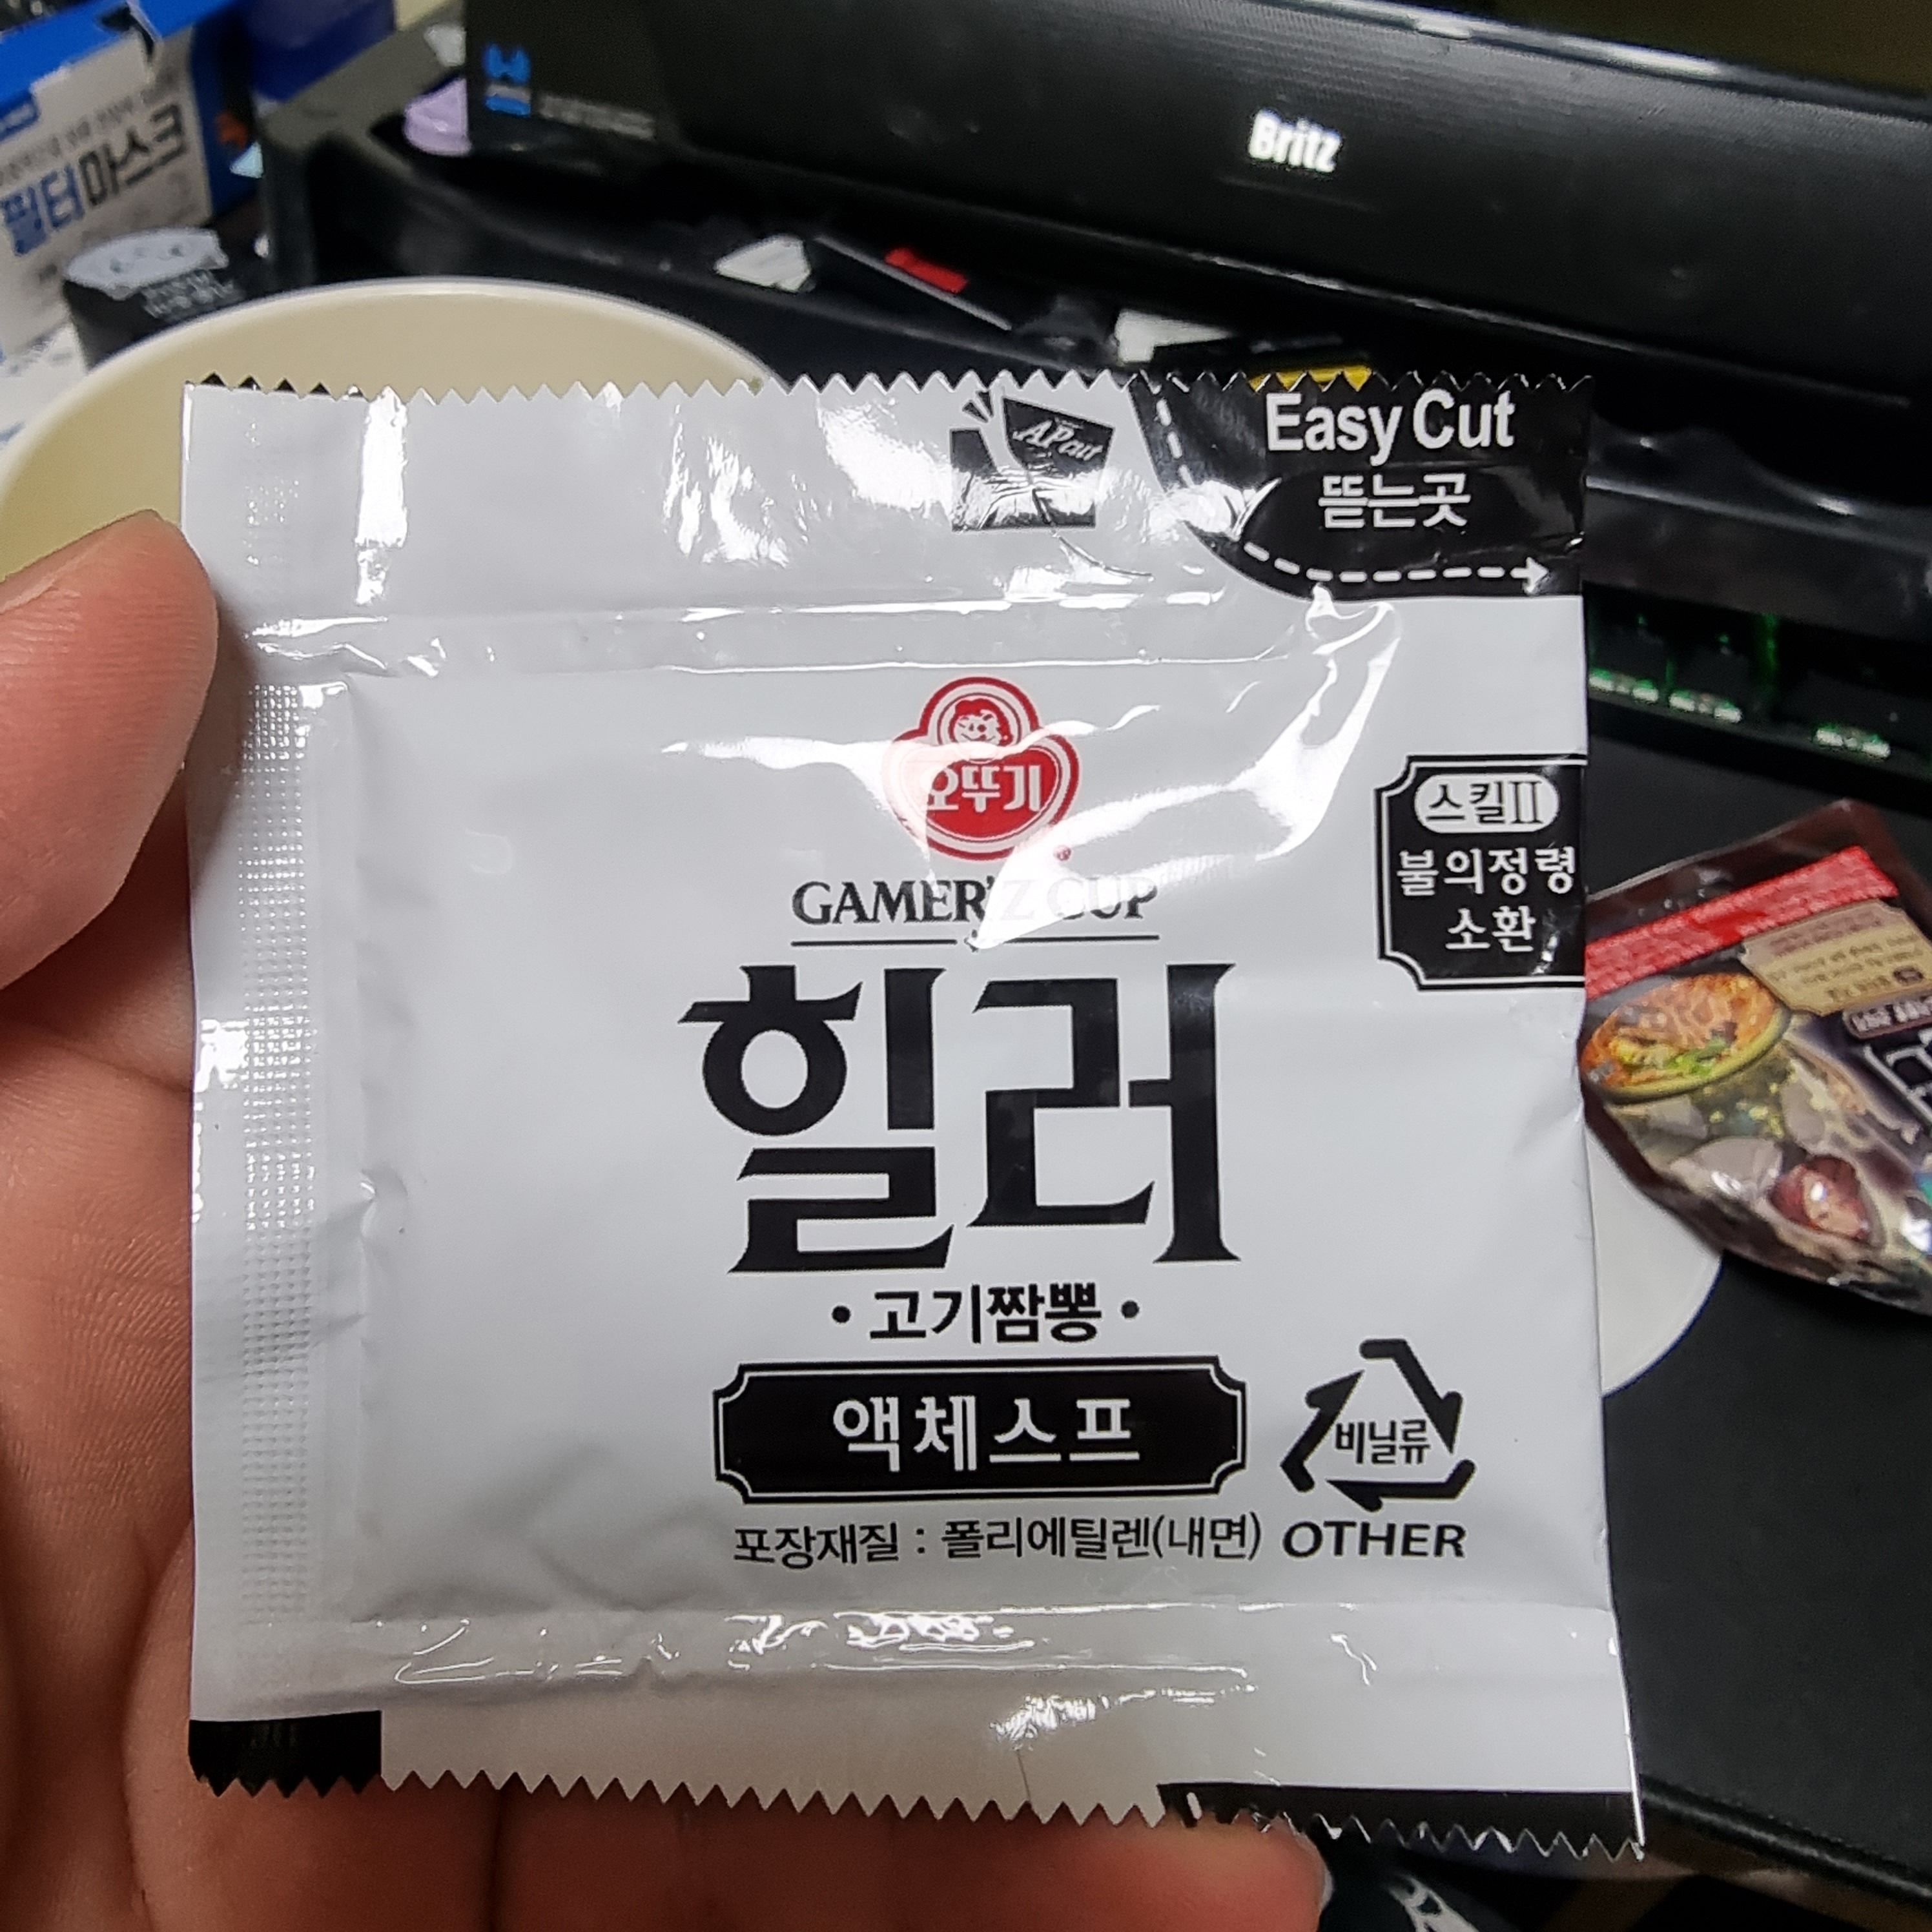 필터마스크
Britz
AP cut
Easy Cut
뜯는곳
오뚜기
GAMER'Z CUP
스킬II
불의정령
소환
힐러
• 고기짬뽕 •
액체스프
비닐류
포장재질 : 폴리에틸렌(내면) OTHER